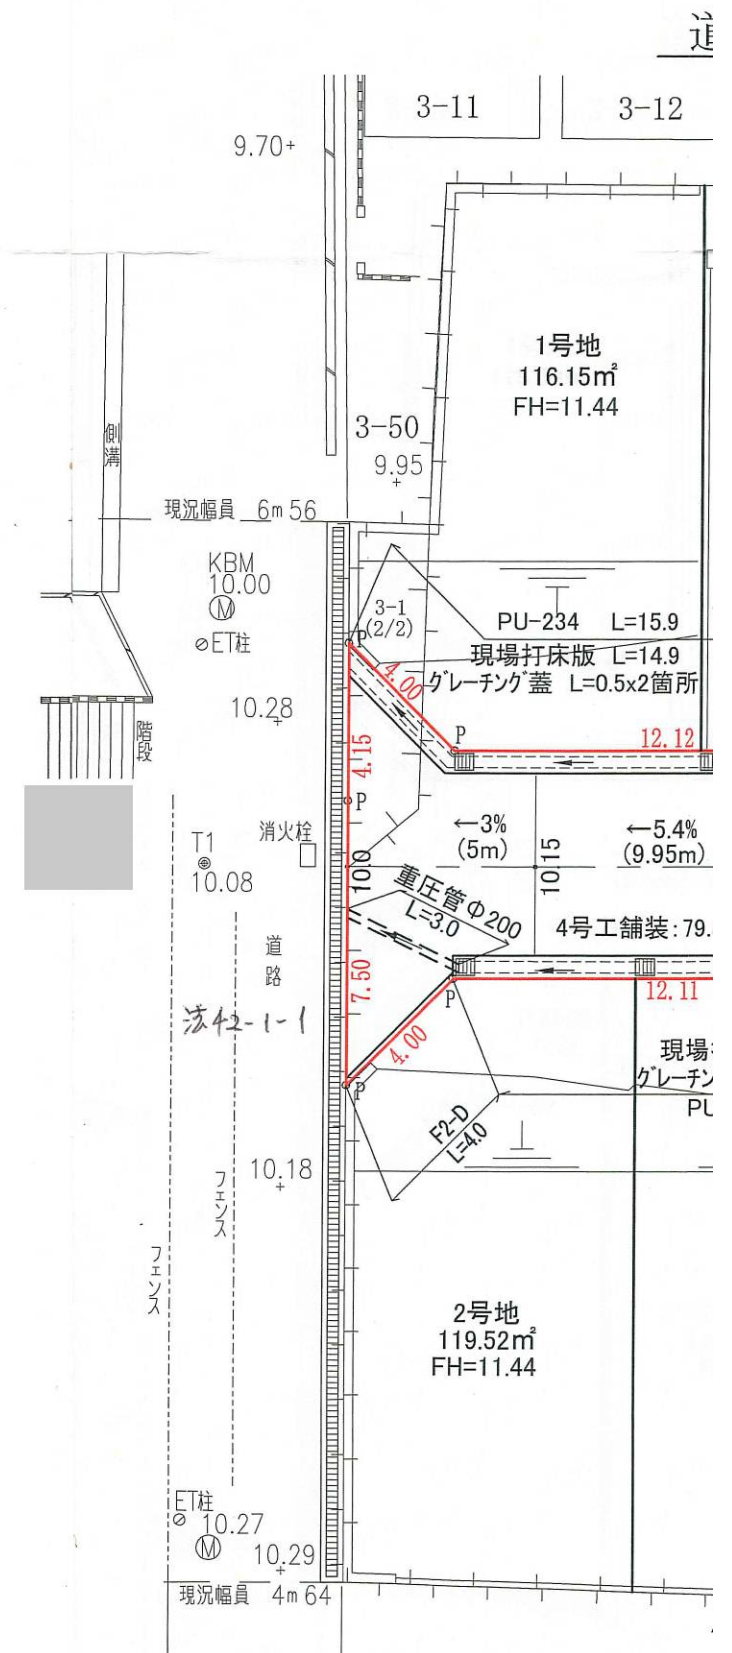 道
3-11
3-12
9.70
1号地
116.15㎡
FH=11.44
側溝
3-50
9.95
現況幅員 6m56
KBM
10.00
M
ET柱
3-1
(2/2)
P
PU-234 L=15.9
現場打床版 L=14.9
グレーチング蓋 L=0.5x2箇所
4.00
10.28
階段
P
12.12
4.15
P
消火栓
T1
10.08
←3%
(5m)
←5.4%
(9.95m)
10.0
10.15
重圧管Φ200
L=3.0
4号工舗装:79.
道路
7.50
P
12.11
法42-1-1
4.00
現場
グレーチン
P
PU
F2-D
L=4.0
10.18
フェンス
フェンス
2号地
119.52㎡
FH=11.44
ET柱
10.27
M
10.29
現況幅員 4m64